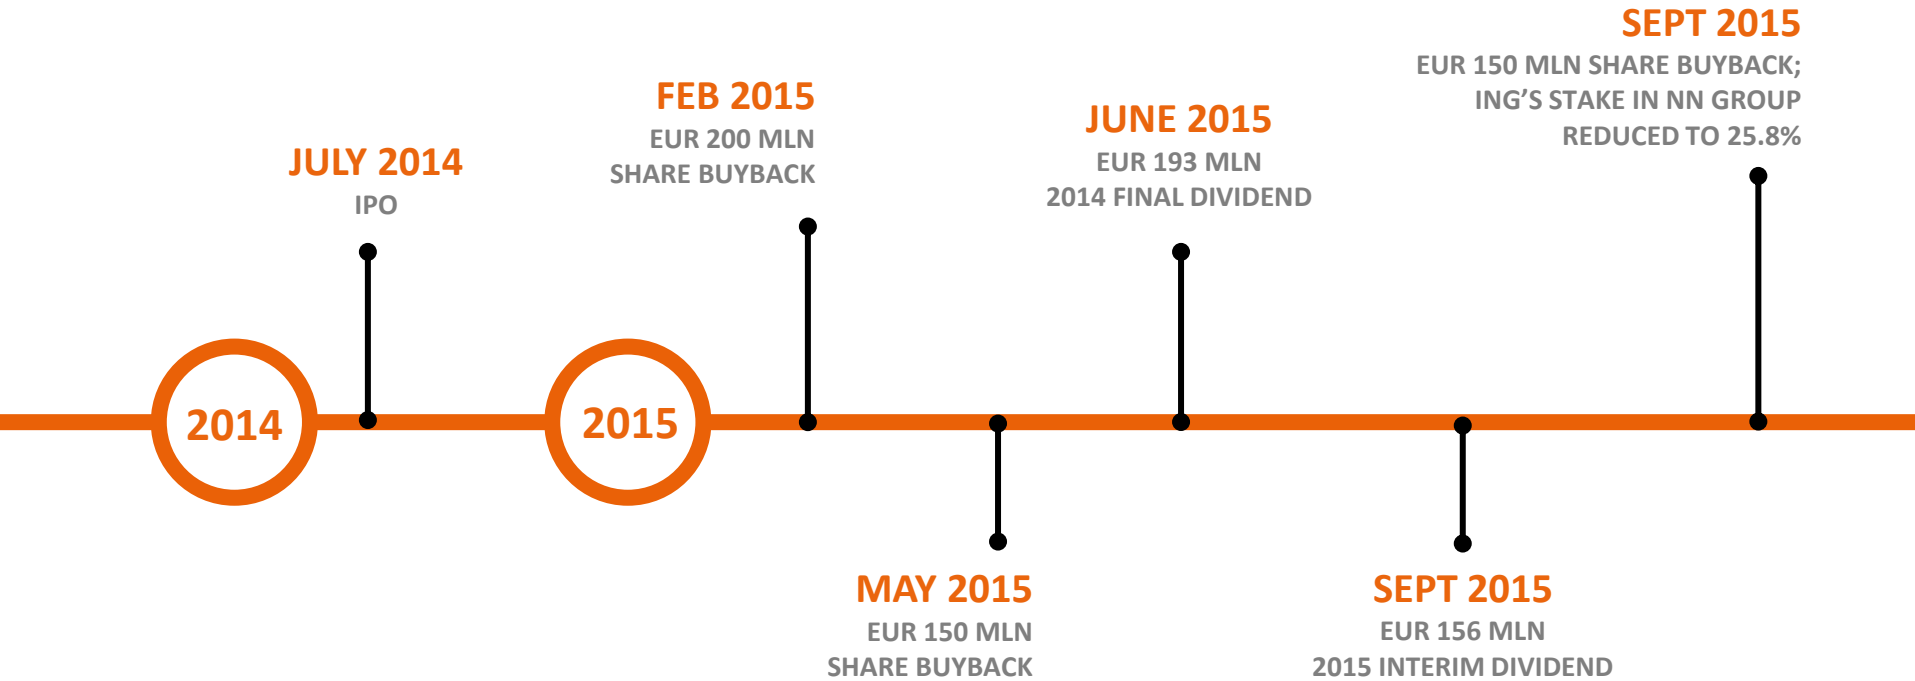 2014
JULY 2014
IPO
2015
FEB 2015
EUR 200 MLN
SHARE BUYBACK
MAY 2015
EUR 150 MLN
SHARE BUYBACK
JUNE 2015
EUR 193 MLN
2014 FINAL DIVIDEND
SEPT 2015
EUR 156 MLN
2015 INTERIM DIVIDEND
SEPT 2015
EUR 150 MLN SHARE BUYBACK;
ING’S STAKE IN NN GROUP
REDUCED TO 25.8%